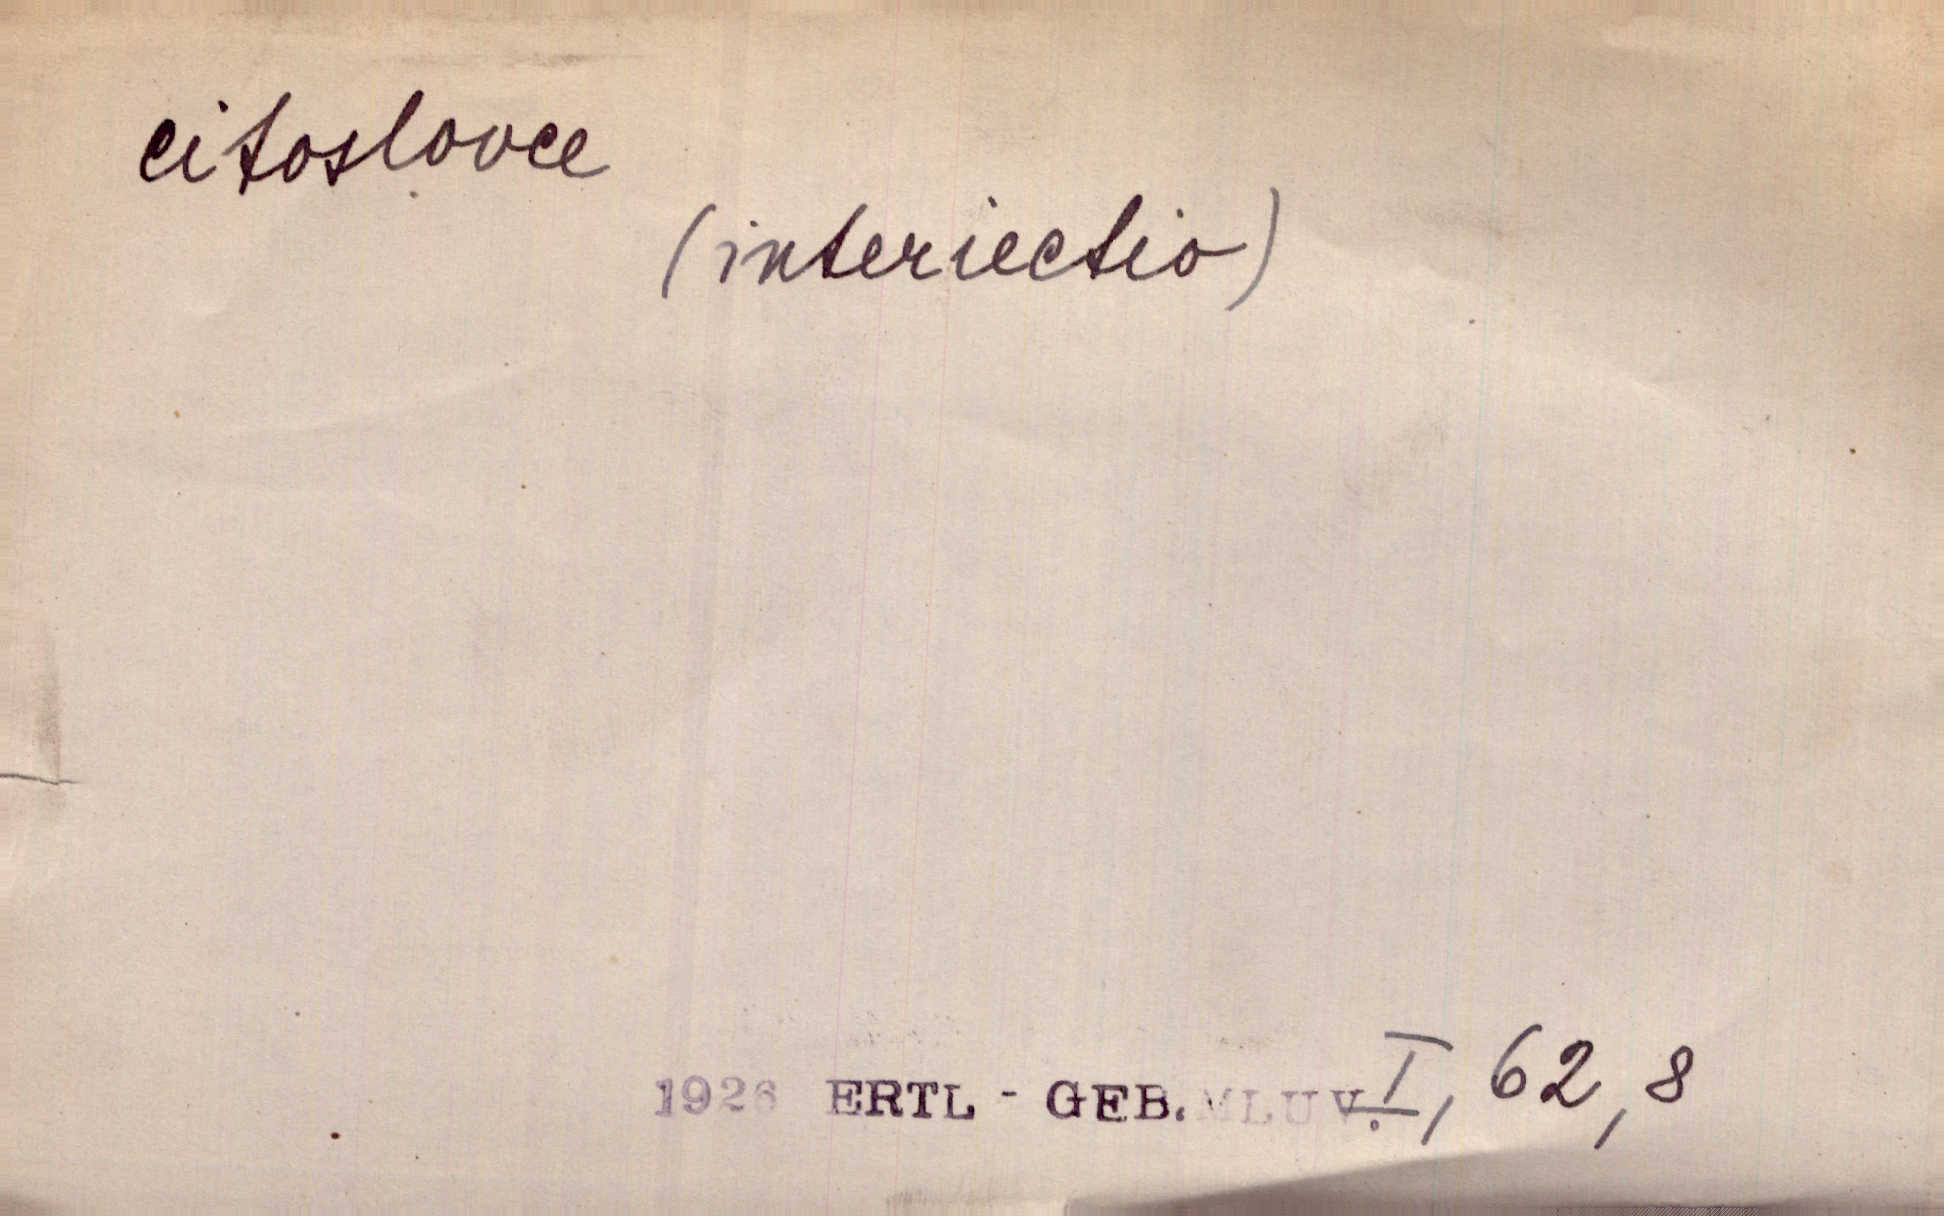 citoslovce
(interiectio)
1926 ERTL - GEB. MLUV. I, 62, 8